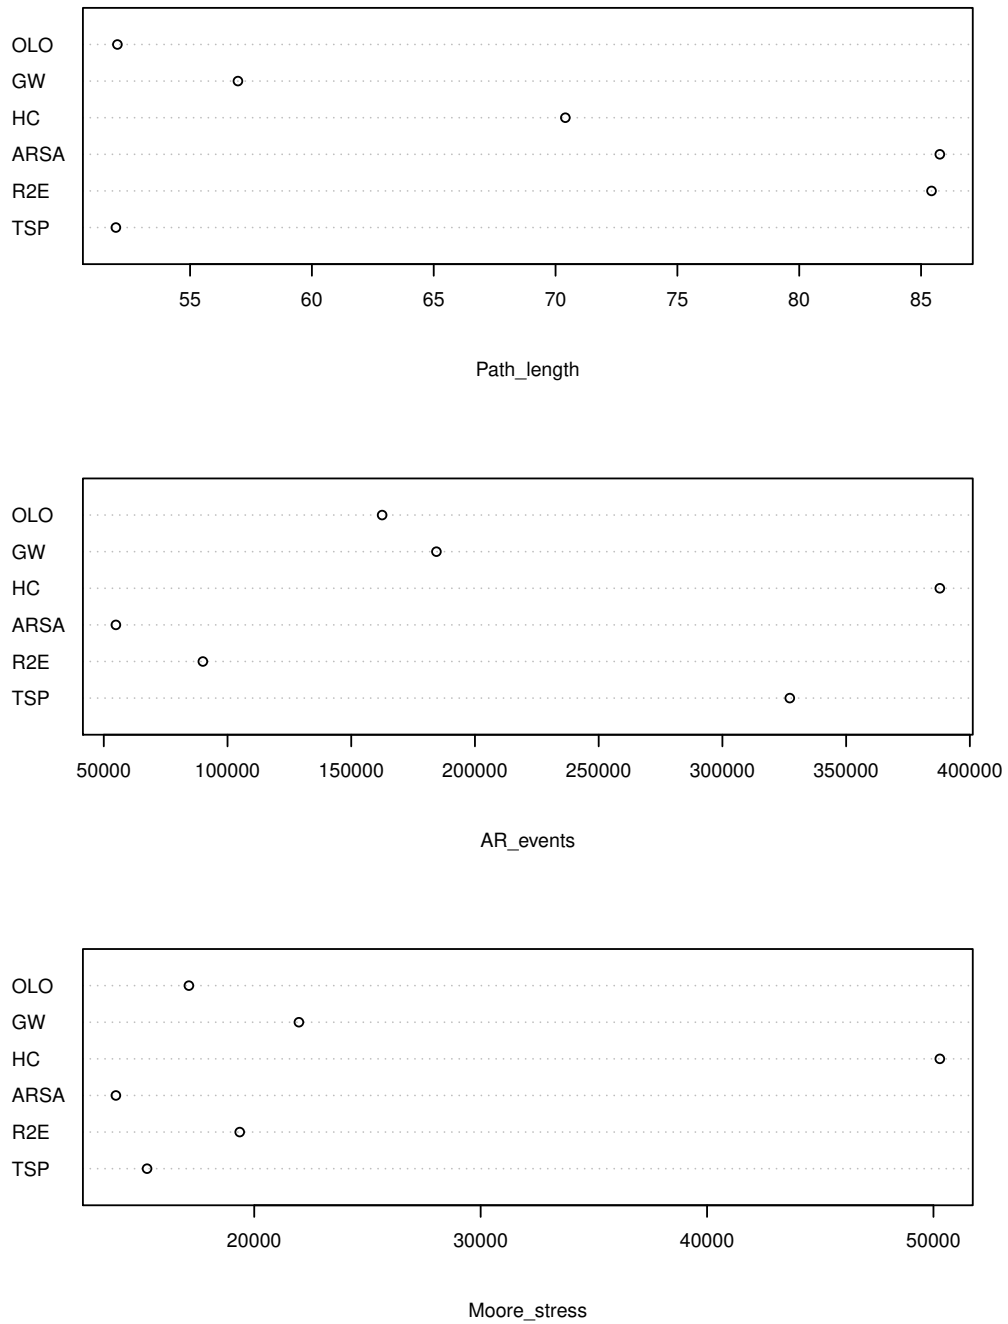 OLO
GW
HC
ARSA
R2E
TSP
55 60 65 70 75 80 85
Path_length
OLO
GW
HC
ARSA
R2E
TSP
50000 100000 150000 200000 250000 300000 350000 400000
AR_events
OLO
GW
HC
ARSA
R2E
TSP
20000 30000 40000 50000
Moore_stress